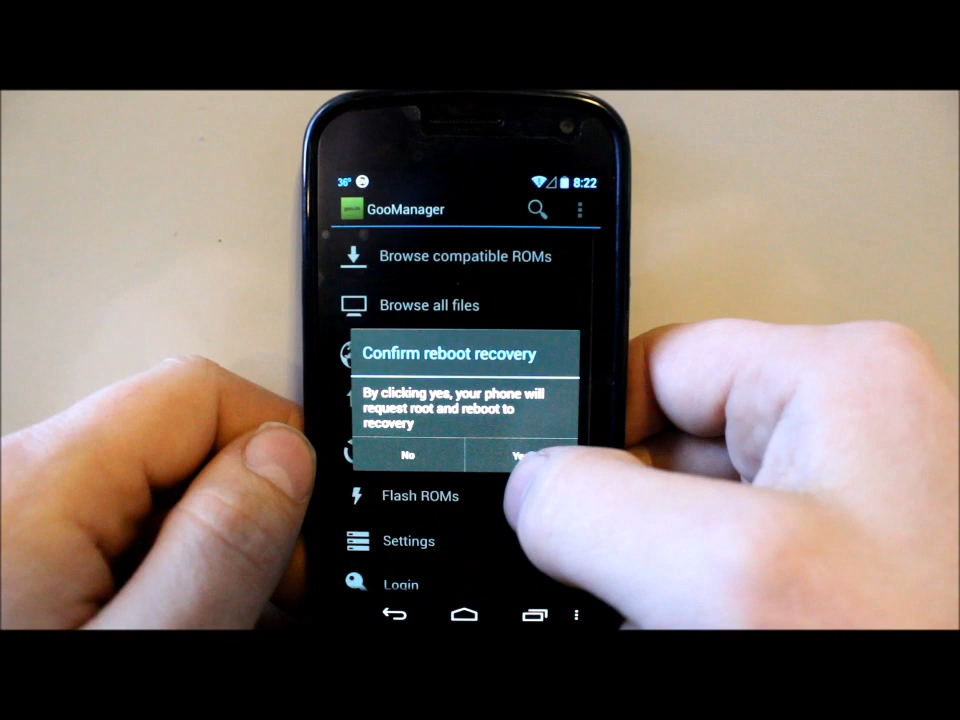 36°
8:22
GooManager
Browse compatible ROMs
Browse all files
Confirm reboot recovery
By clicking yes, your phone will
request root and reboot to
recovery
No
Flash ROMs
Settings
Login